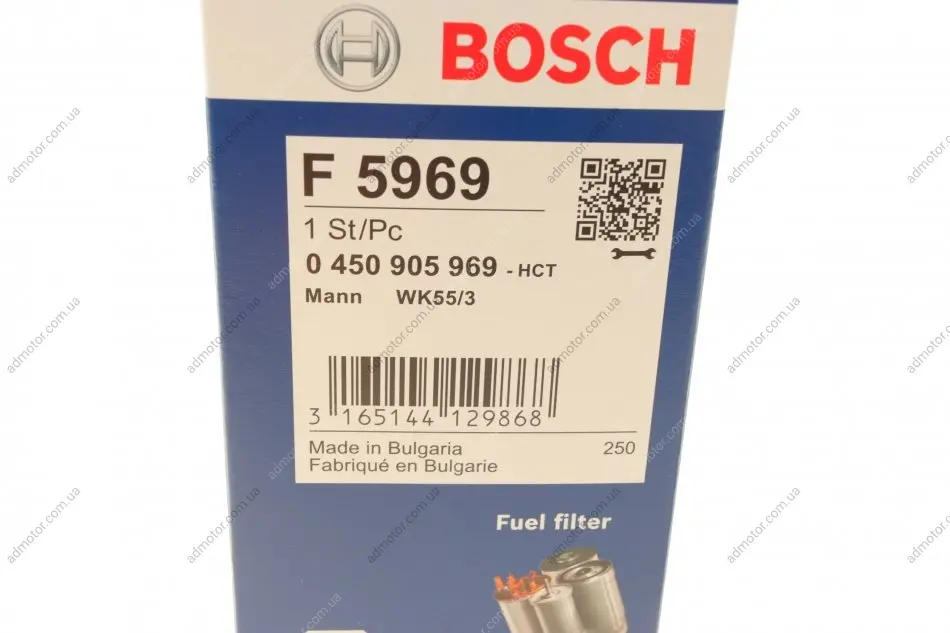 BOSCH
F 5969
1 St/Pc
0 450 905 969 - HCT
Mann WK55/3
3 165144 129868
Made in Bulgaria 250
Fabriqué en Bulgarie
Fuel filter
admotor.com.ua